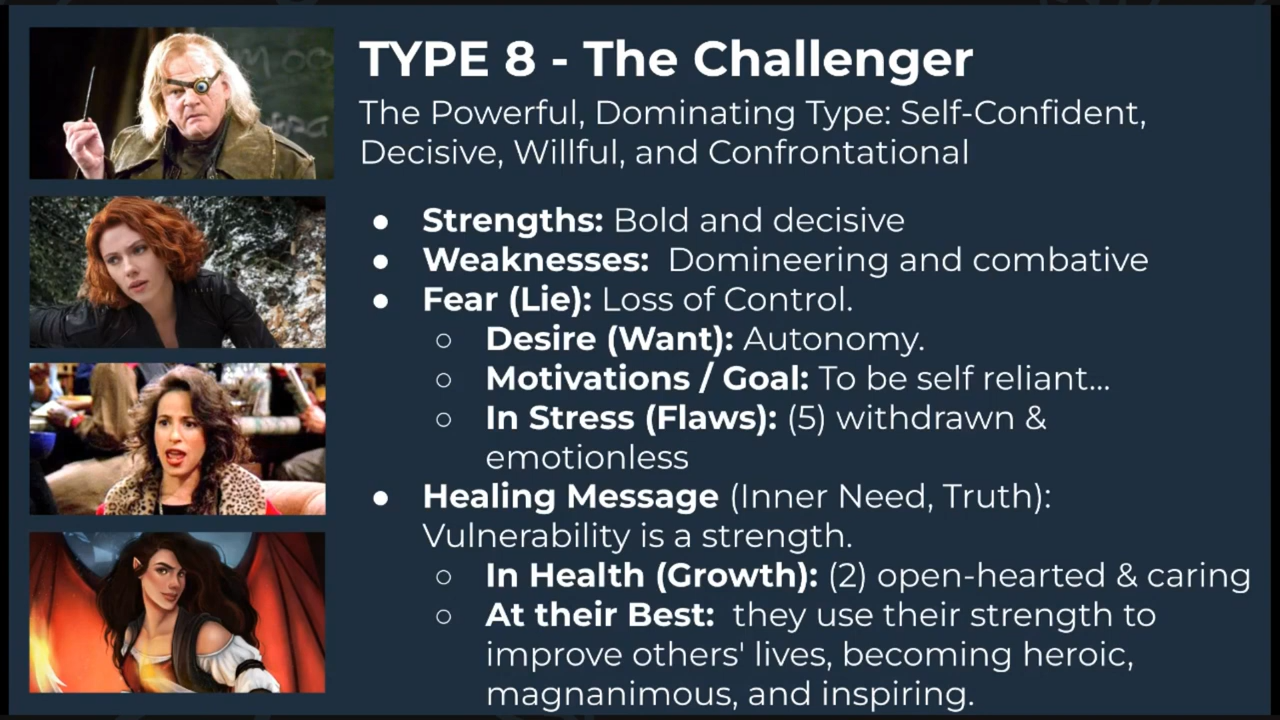 TYPE 8 - The Challenger
The Powerful, Dominating Type: Self-Confident,
Decisive, Willful, and Confrontational
● Strengths: Bold and decisive
● Weaknesses:  Domineering and combative
● Fear (Lie): Loss of Control.
○ Desire (Want): Autonomy.
○ Motivations / Goal: To be self reliant...
○ In Stress (Flaws): (5) withdrawn &
emotionless
● Healing Message (Inner Need, Truth):
Vulnerability is a strength.
○ In Health (Growth): (2) open-hearted & caring
○ At their Best:  they use their strength to
improve others' lives, becoming heroic,
magnanimous, and inspiring.